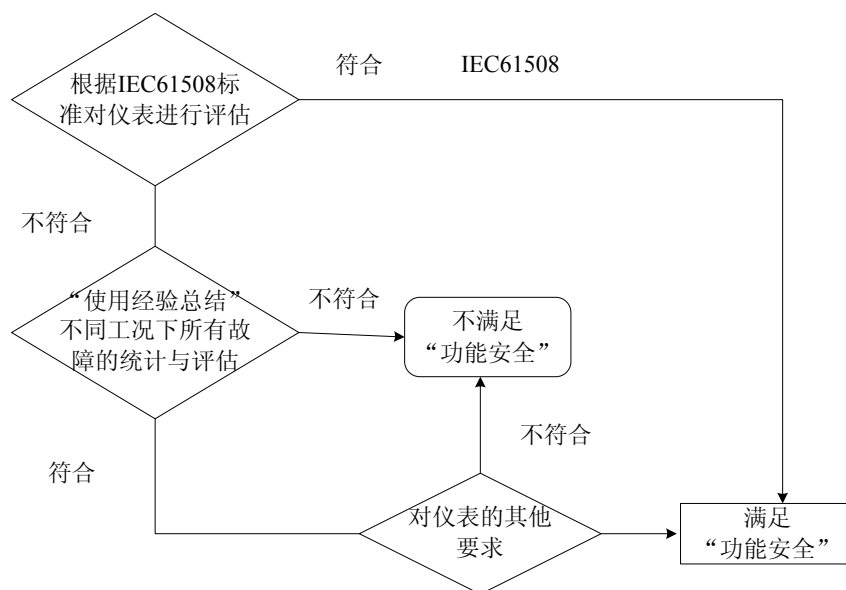 根据IEC61508标
准对仪表进行评估
符合 IEC61508
不符合
“使用经验总结”
不同工况下所有故
障的统计与评估
不符合
不满足
“功能安全”
不符合
符合
对仪表的其他
要求
满足
“功能安全”